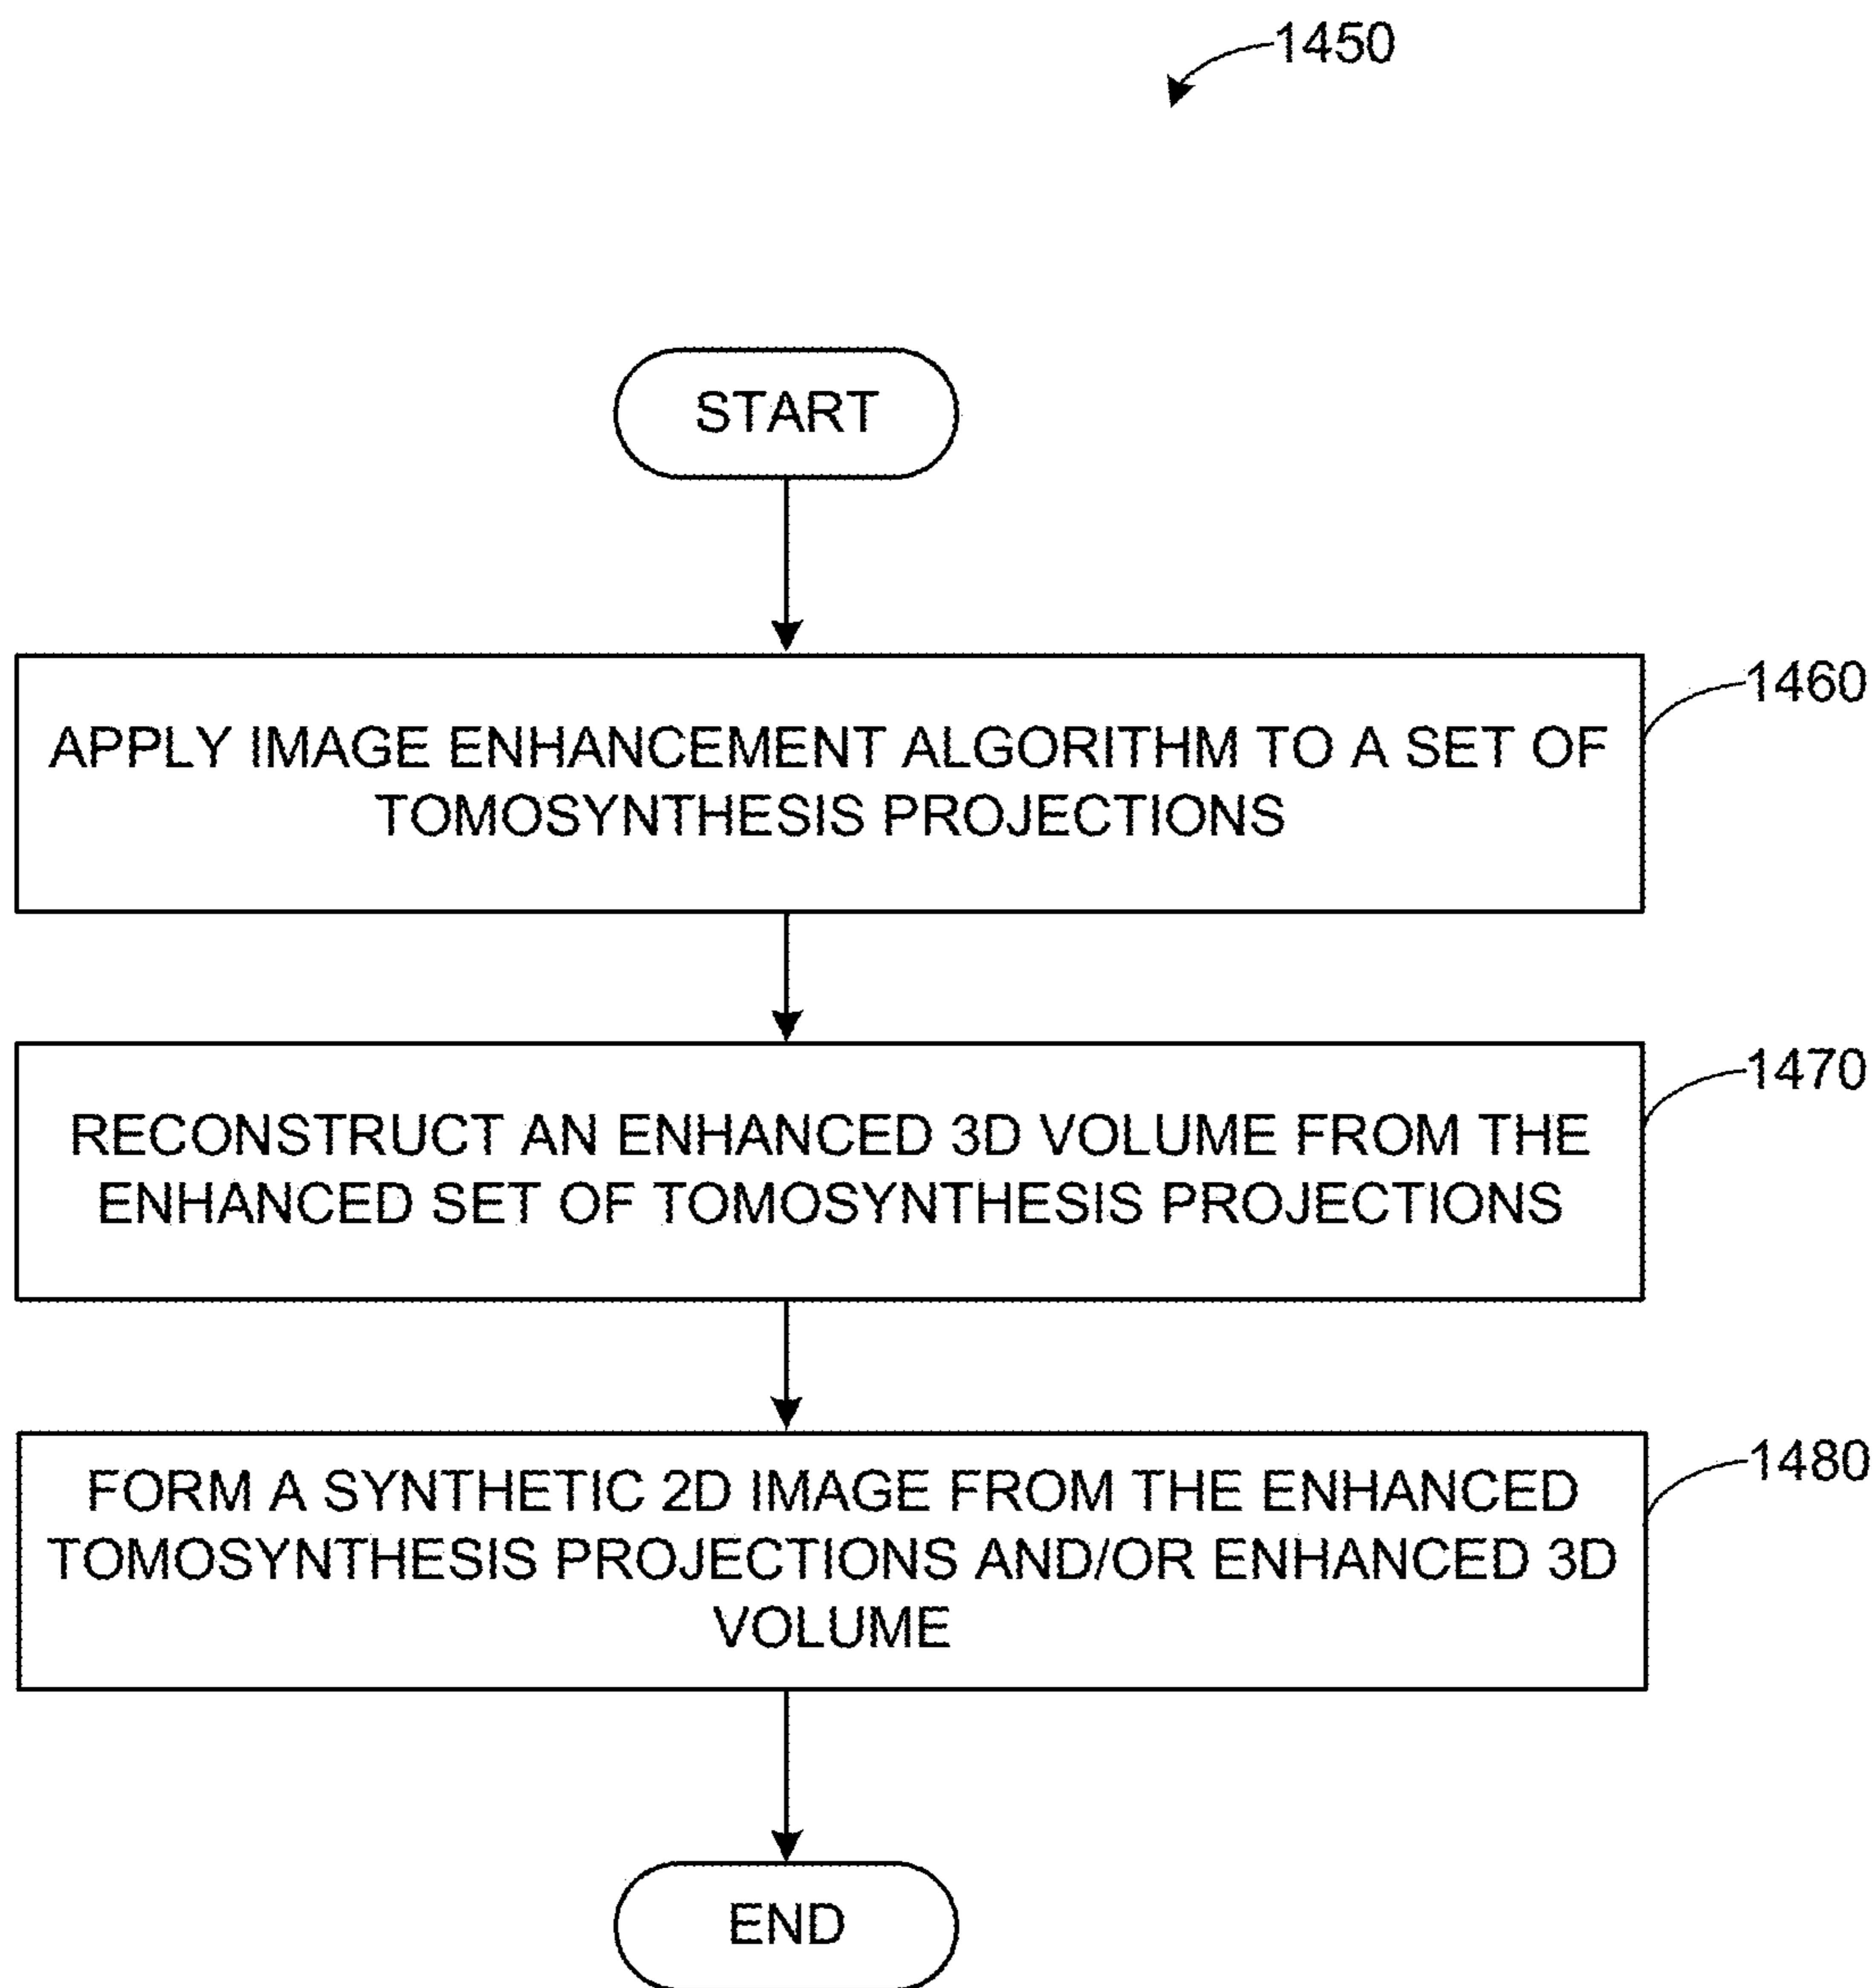 1450
START
1460
APPLY IMAGE ENHANCEMENT ALGORITHM TO A SET OF
TOMOSYNTHESIS PROJECTIONS
1470
RECONSTRUCT AN ENHANCED 3D VOLUME FROM THE
ENHANCED SET OF TOMOSYNTHESIS PROJECTIONS
1480
FORM A SYNTHETIC 2D IMAGE FROM THE ENHANCED
TOMOSYNTHESIS PROJECTIONS AND/OR ENHANCED 3D
VOLUME
END